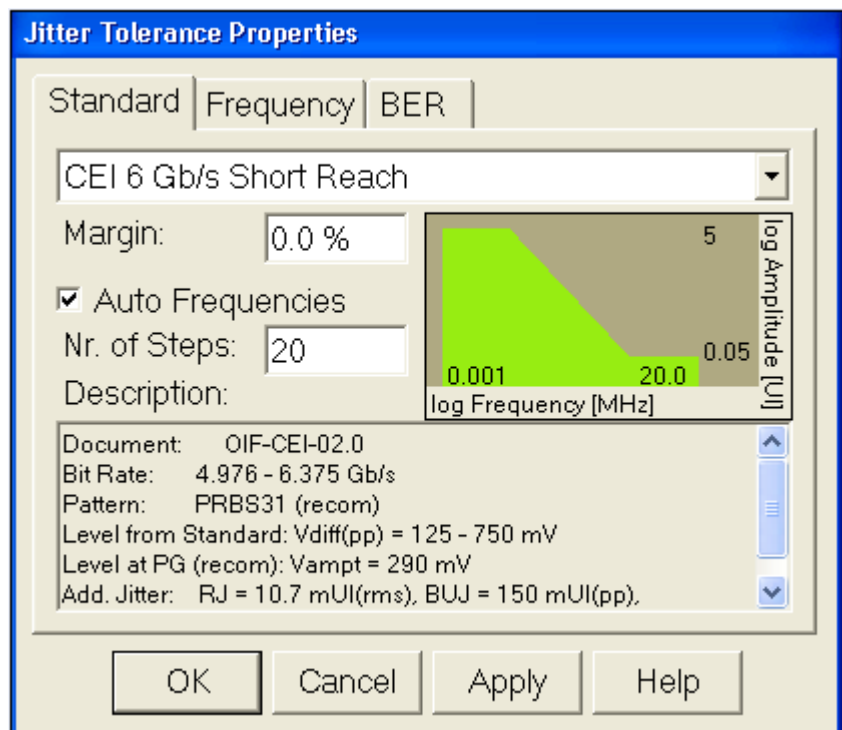 Jitter Tolerance Properties
Standard Frequency BER
CEI 6 Gb/s Short Reach
Margin: 0.0 %
Auto Frequencies
Nr. of Steps: 20
Description:
5
0.05
log Amplitude [UI]
0.001 20.0
log Frequency [MHz]
Document: OIF-CEI-02.0
Bit Rate: 4.976 - 6.375 Gb/s
Pattern: PRBS31 (recom)
Level from Standard: Vdiff(pp) = 125 - 750 mV
Level at PG (recom): Vampt = 290 mV
Add. Jitter: RJ = 10.7 mUI(rms), BUJ = 150 mUI(pp),
OK Cancel Apply Help